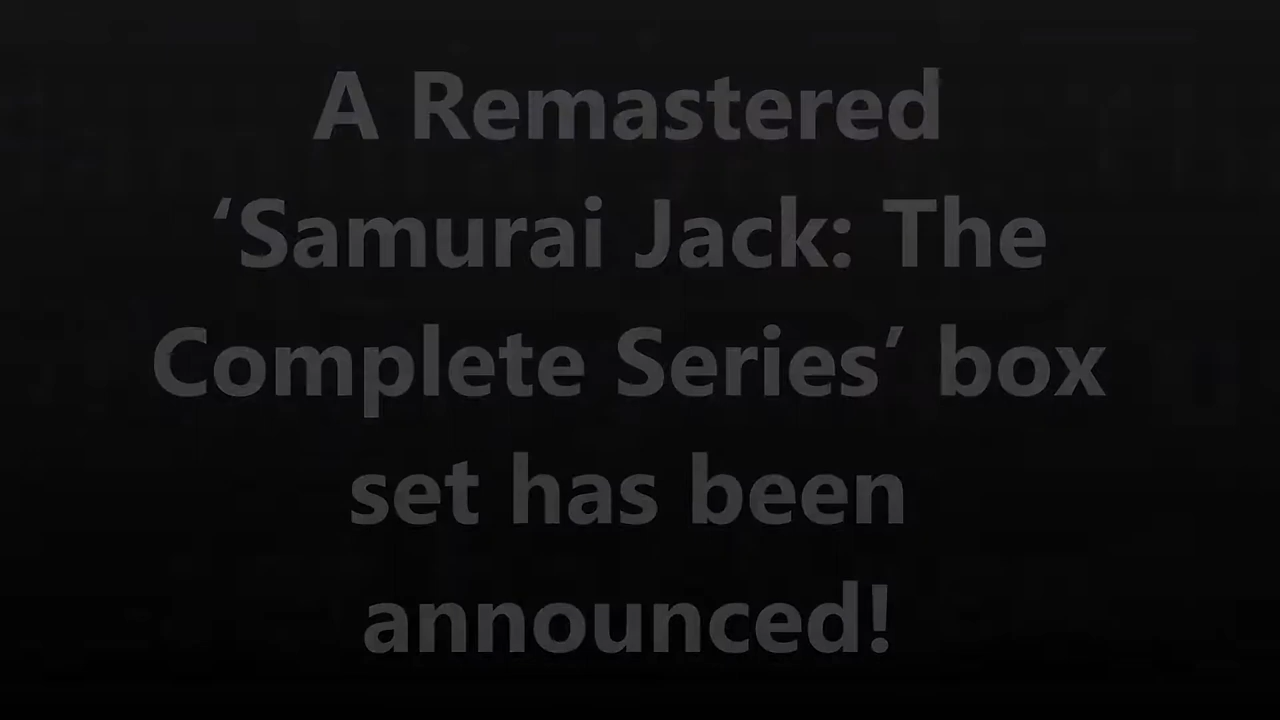 A Remastered
‘Samurai Jack: The
Complete Series’ box
set has been
announced!